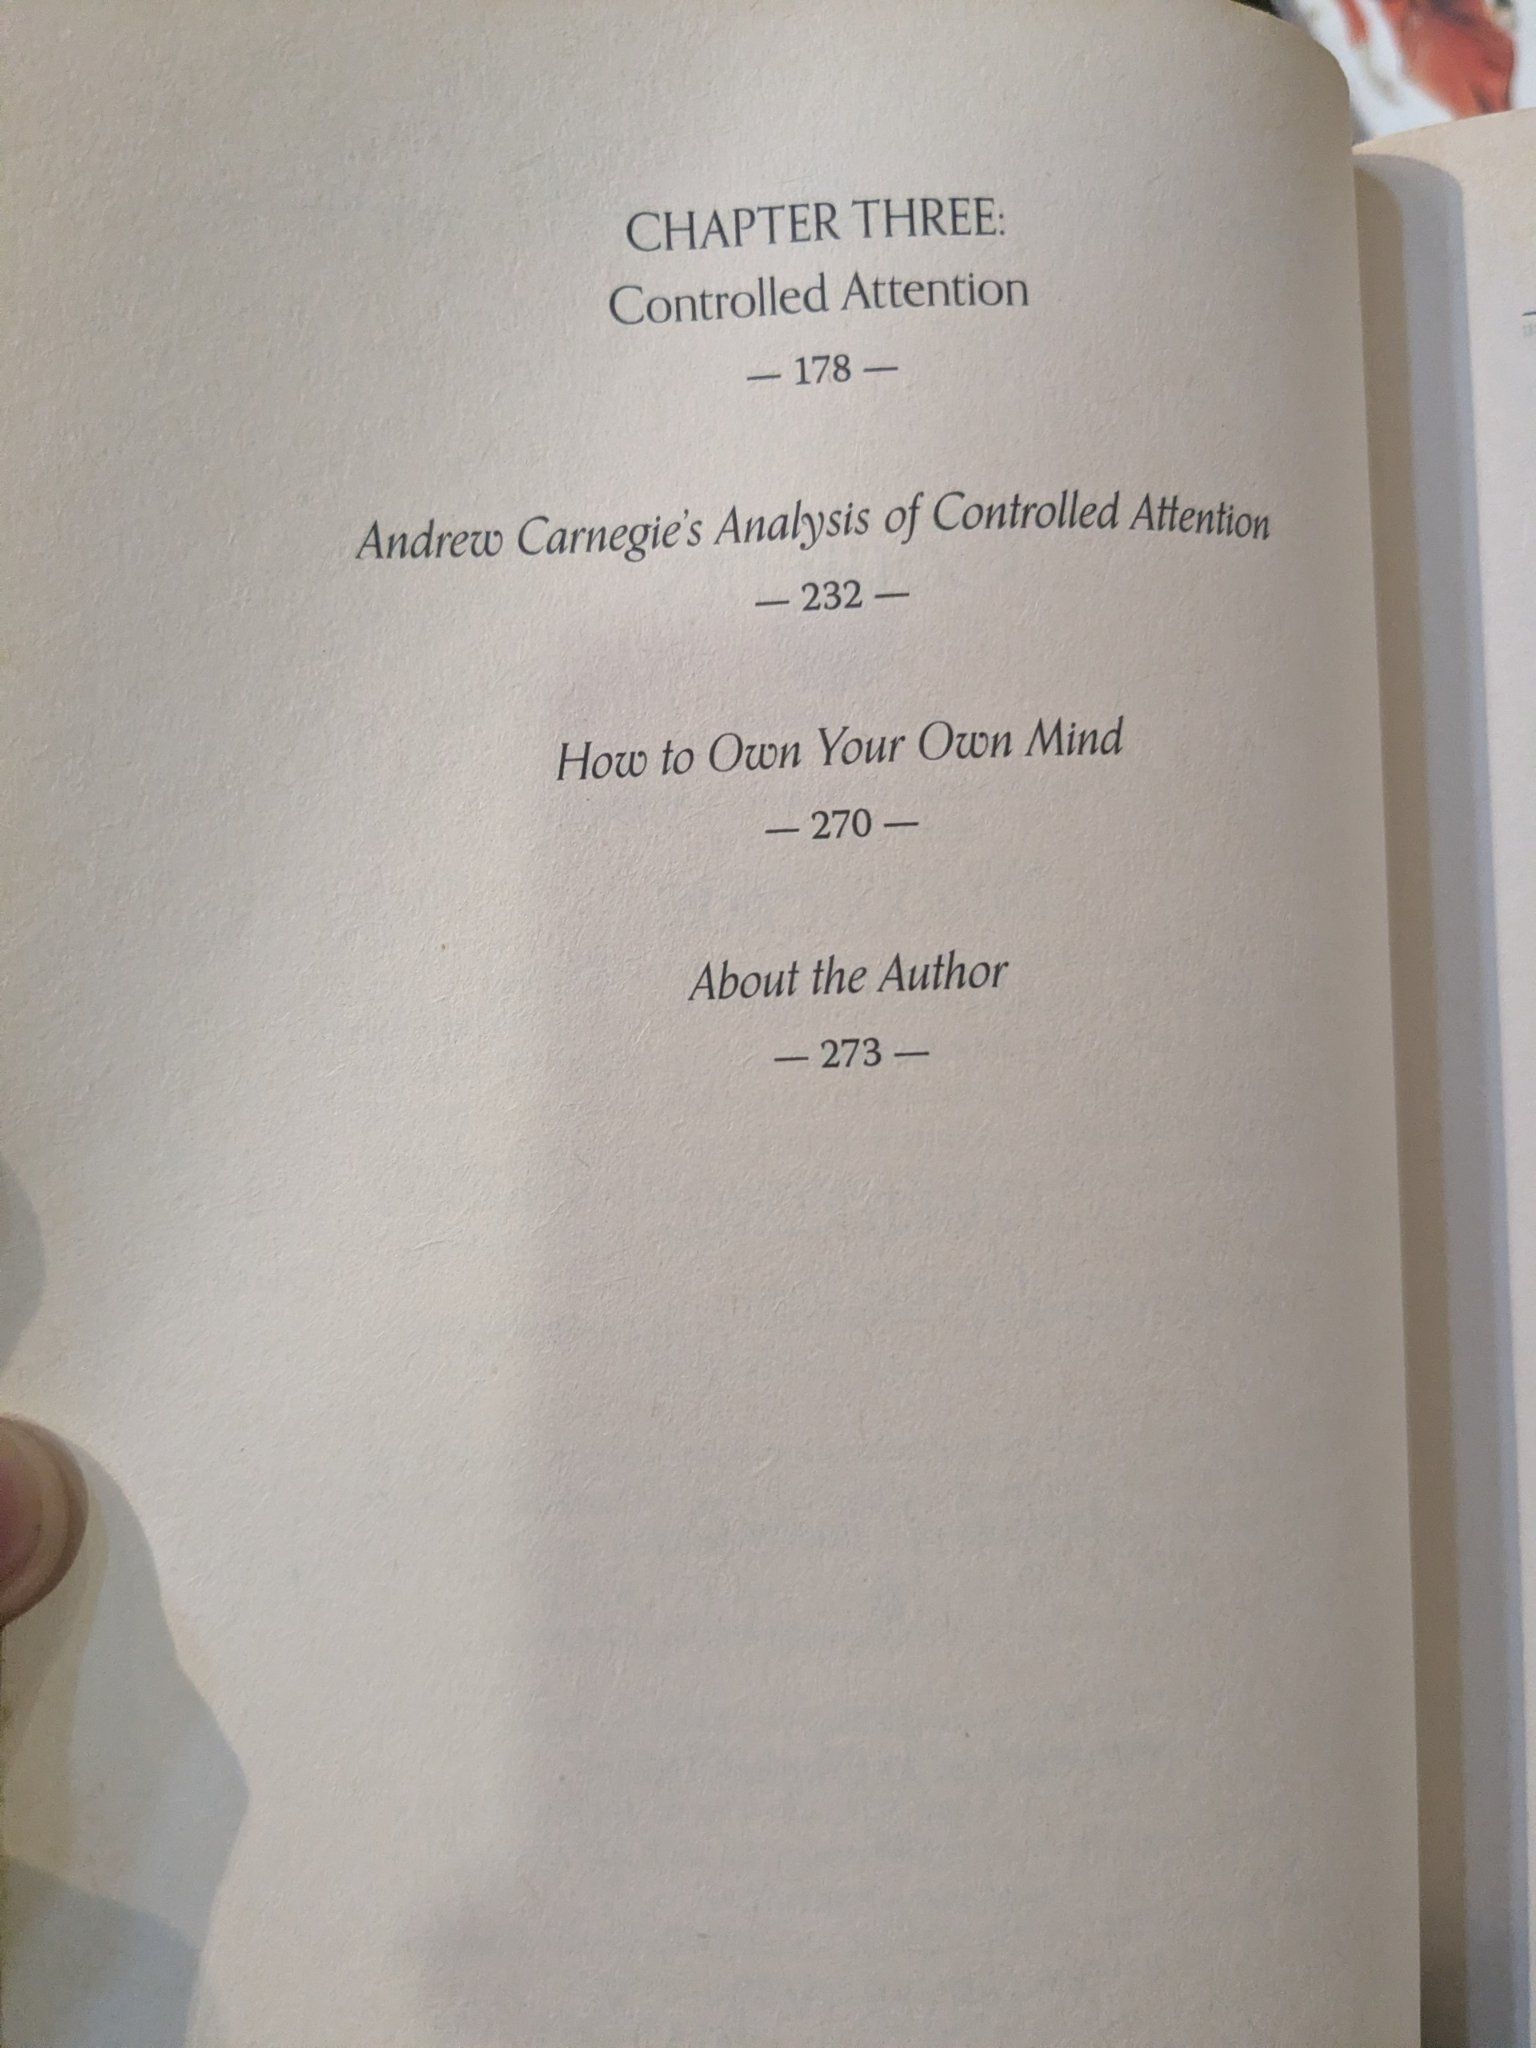 CHAPTER THREE:
Controlled Attention
— 178 —
Andrew Carnegie's Analysis of Controlled Attention
— 232 —
How to Own Your Own Mind
— 270 —
About the Author
— 273 —